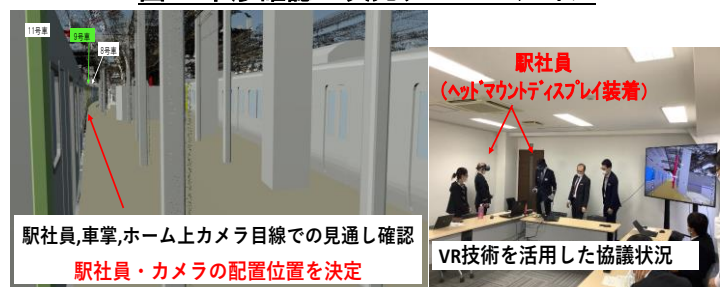 11号車
9号車
8号車
駅社員,車掌,ホーム上カメラ目線での見通し確認
駅社員・カメラの配置位置を決定
駅社員
（ヘッドマウントディスプレイ装着）
VR技術を活用した協議状況